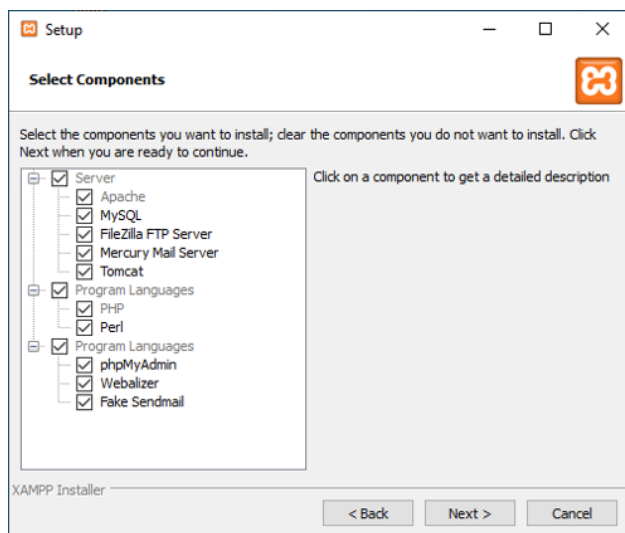 Setup
Select Components
Select the components you want to install; clear the components you do not want to install. Click
Next when you are ready to continue.
Server
Apache
MySQL
FileZilla FTP Server
Mercury Mail Server
Tomcat
Program Languages
PHP
Perl
Program Languages
phpMyAdmin
Webalizer
Fake Sendmail
Click on a component to get a detailed description
XAMPP Installer
< Back
Next >
Cancel